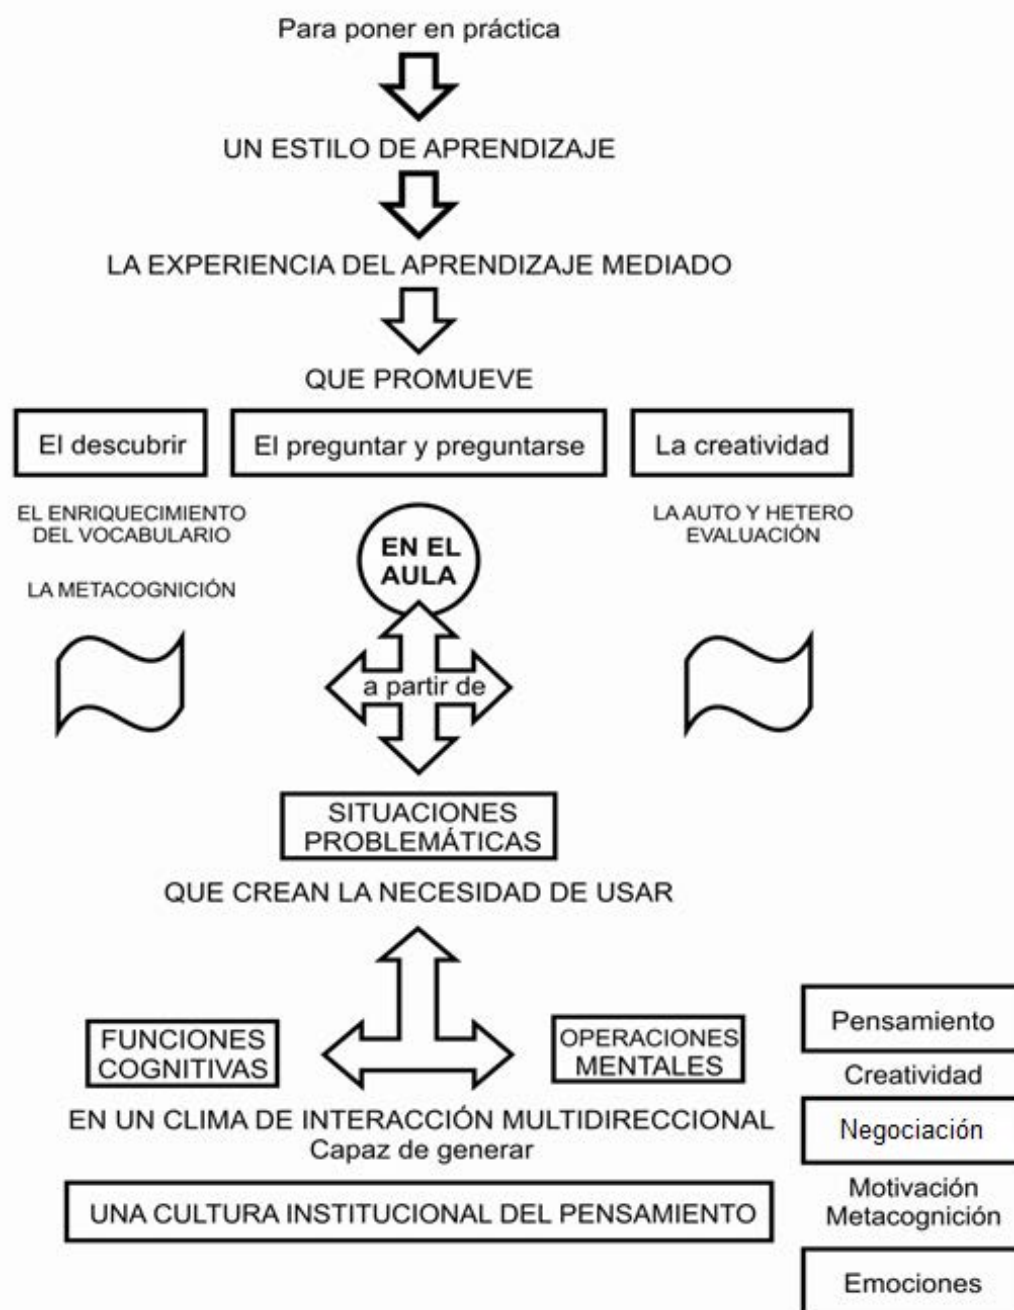 Para poner en práctica
UN ESTILO DE APRENDIZAJE
LA EXPERIENCIA DEL APRENDIZAJE MEDIADO
QUE PROMUEVE
El descubrir
El preguntar y preguntarse
La creatividad
EL ENRIQUECIMIENTO
DEL VOCABULARIO
LA METACOGNICIÓN
EN EL
AULA
LA AUTO Y HETERO
EVALUACIÓN
a partir de
SITUACIONES
PROBLEMÁTICAS
QUE CREAN LA NECESIDAD DE USAR
FUNCIONES
COGNITIVAS
OPERACIONES
MENTALES
EN UN CLIMA DE INTERACCIÓN MULTIDIRECCIONAL
Capaz de generar
UNA CULTURA INSTITUCIONAL DEL PENSAMIENTO
Pensamiento
Creatividad
Negociación
Motivación
Metacognición
Emociones